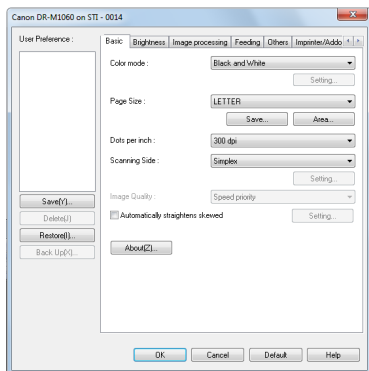 Canon DR-M1060 on STI - 0014
User Preference :
Basic Brightness Image processing Feeding Others Imprinter/Addo
Color mode : Black and White
Setting...
Page Size : LETTER
Save... Area...
Dots per inch : 300 dpi
Scanning Side : Simplex
Setting...
Image Quality : Speed priority
Automatically straightens skewed Setting...
About(Z)...
Save(Y)...
Delete(J)
Restore(I)...
Back Up(X)...
OK Cancel Default Help